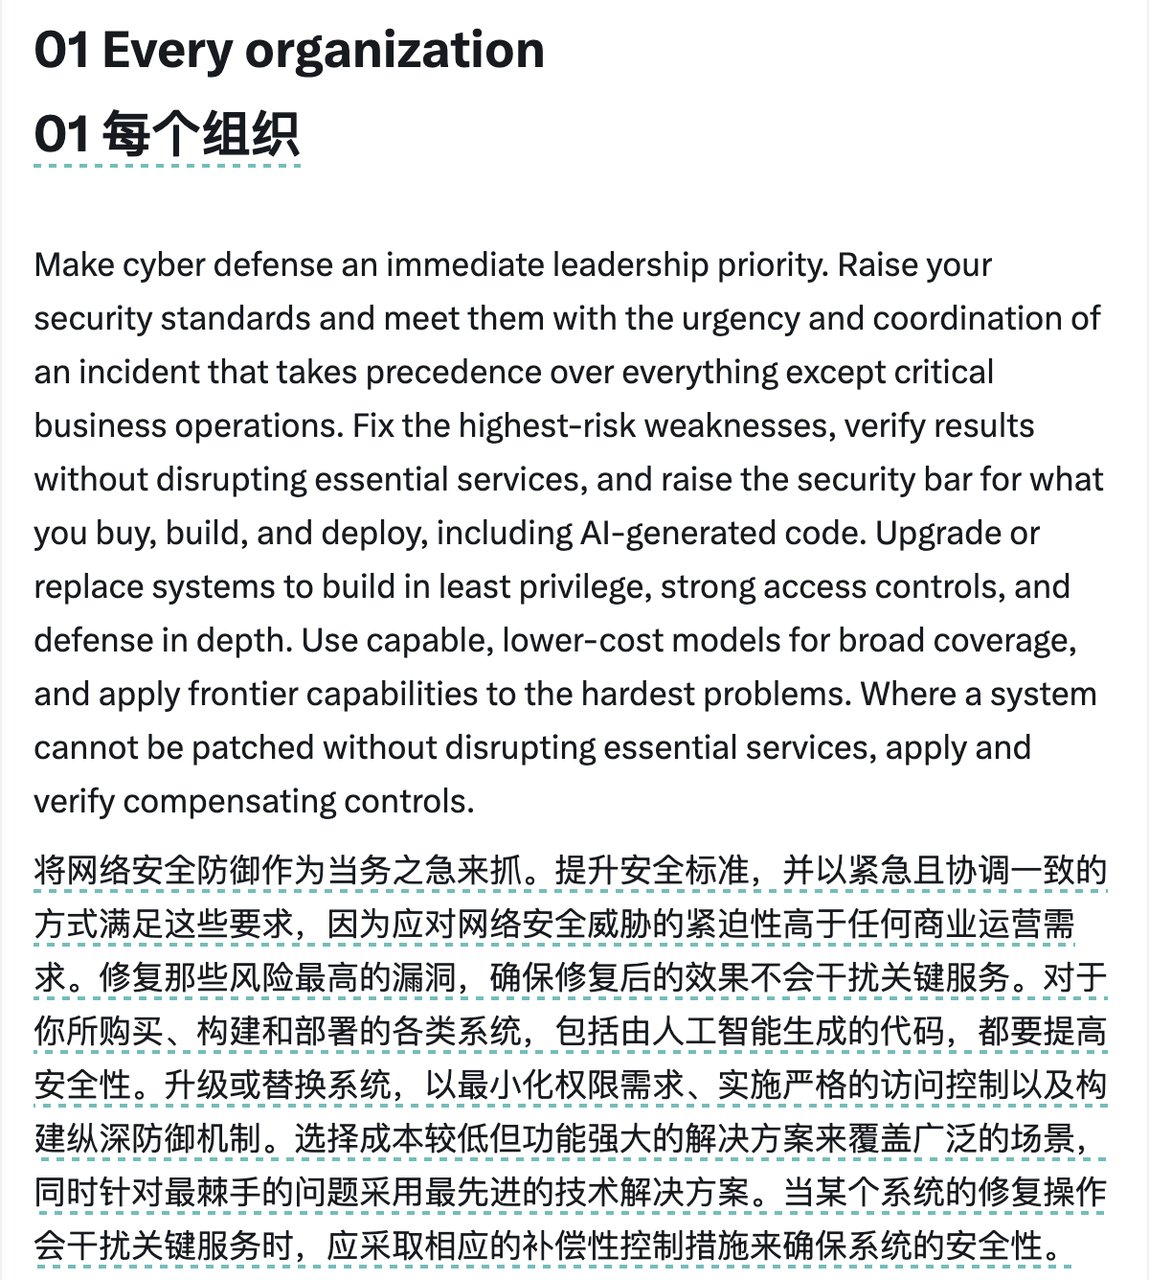 01 Every organization
01 每个组织
Make cyber defense an immediate leadership priority. Raise your
security standards and meet them with the urgency and coordination of
an incident that takes precedence over everything except critical
business operations. Fix the highest-risk weaknesses, verify results
without disrupting essential services, and raise the security bar for what
you buy, build, and deploy, including AI-generated code. Upgrade or
replace systems to build in least privilege, strong access controls, and
defense in depth. Use capable, lower-cost models for broad coverage,
and apply frontier capabilities to the hardest problems. Where a system
cannot be patched without disrupting essential services, apply and
verify compensating controls.
将网络安全防御作为当务之急来抓。提升安全标准，并以紧急且协调一致的
方式满足这些要求，因为应对网络安全威胁的紧迫性高于任何商业运营需
求。修复那些风险最高的漏洞，确保修复后的效果不会干扰关键服务。对于
你所购买、构建和部署的各类系统，包括由人工智能生成的代码，都要提高
安全性。升级或替换系统，以最小化权限需求、实施严格的访问控制以及构
建纵深防御机制。选择成本较低但功能强大的解决方案来覆盖广泛的场景，
同时针对最棘手的问题采用最先进的技术解决方案。当某个系统的修复操作
会干扰关键服务时，应采取相应的补偿性控制措施来确保系统的安全性。